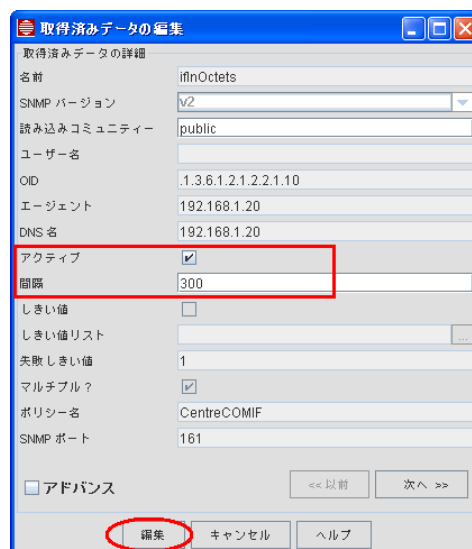 取得済みデータの編集
取得済みデータの詳細
名前 ifInOctets
SNMP バージョン v2
読み込みコミュニティー public
ユーザー名
OID .1.3.6.1.2.1.2.2.1.10
エージェント 192.168.1.20
DNS 名 192.168.1.20
アクティブ
間隔 300
しきい値
しきい値リスト ...
失敗しきい値 1
マルチプル？
ポリシー名 CentreCOMIF
SNMP ポート 161
アドバンス << 以前 次へ >>
編集 キャンセル ヘルプ